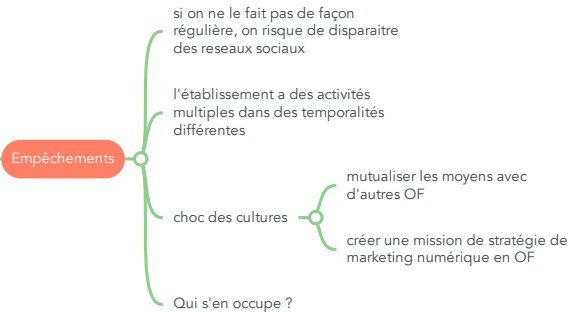 Empêchements
si on ne le fait pas de façon
régulière, on risque de disparaitre
des reseaux sociaux
l'établissement a des activités
multiples dans des temporalités
différentes
choc des cultures
mutualiser les moyens avec
d'autres OF
créer une mission de stratégie de
marketing numérique en OF
Qui s'en occupe ?